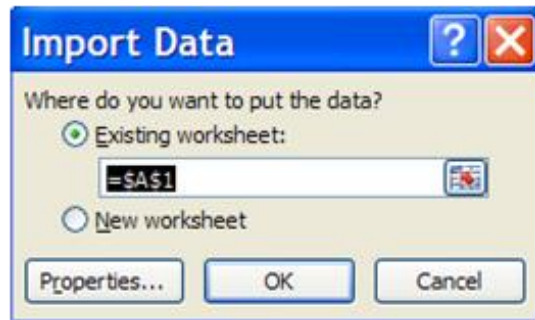 Import Data
Where do you want to put the data?
Existing worksheet:
=$A$1
New worksheet
Properties... OK Cancel